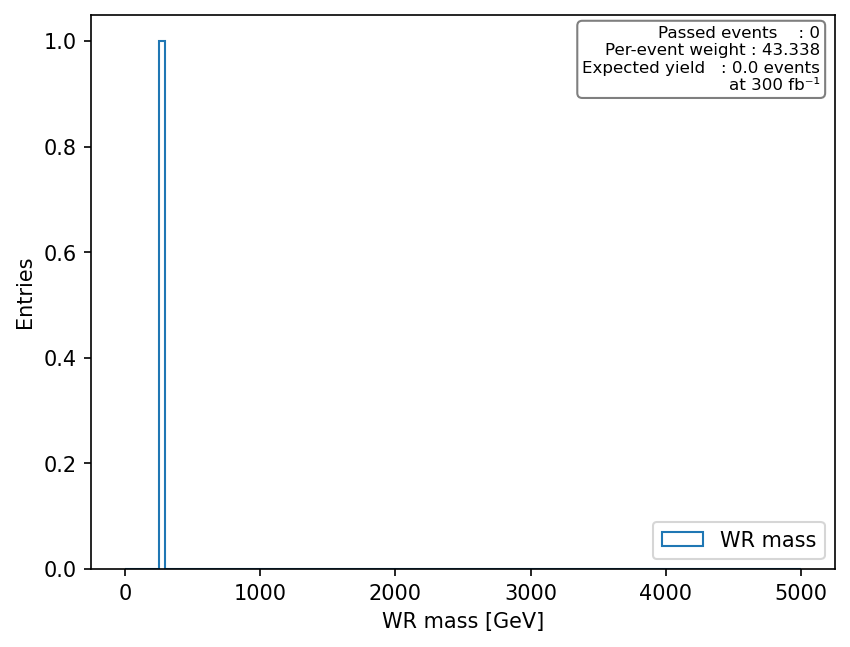 Passed events    : 0
Per-event weight : 43.338
Expected yield   : 0.0 events
at 300 fb⁻¹
1.0
0.8
0.6
0.4
0.2
0.0
Entries
WR mass
0 1000 2000 3000 4000 5000
WR mass [GeV]